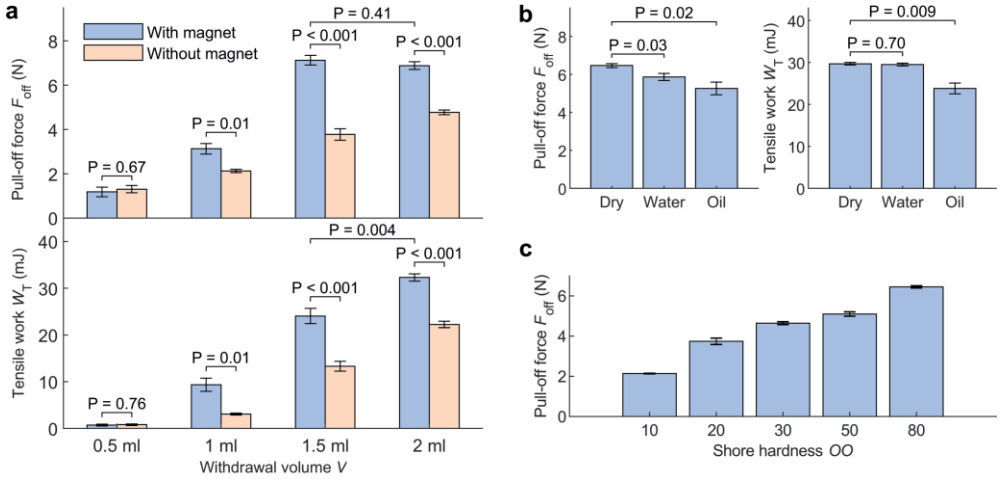 a
With magnet
Without magnet
P = 0.41
P < 0.001
P < 0.001
P = 0.01
P = 0.67
Pull-off force Foff (N)
8
6
4
2
0
P = 0.004
P < 0.001
P < 0.001
P = 0.01
P = 0.76
Tensile work WT (mJ)
40
30
20
10
0
0.5 ml 1 ml 1.5 ml 2 ml
Withdrawal volume V
b
P = 0.02
P = 0.03
Pull-off force Foff (N)
8
6
4
2
0
Dry Water Oil
P = 0.009
P = 0.70
Tensile work WT (mJ)
40
30
20
10
0
Dry Water Oil
c
Pull-off force Foff (N)
6
4
2
0
10 20 30 50 80
Shore hardness OO